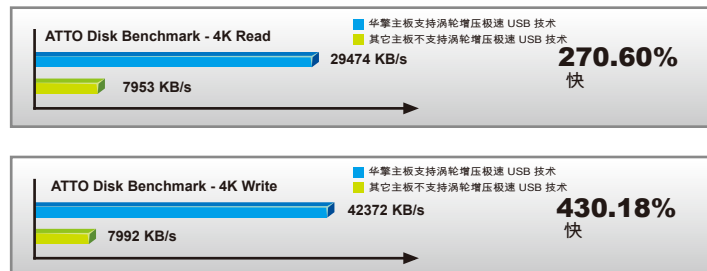 ATTO Disk Benchmark - 4K Read
华擎主板支持涡轮增压极速 USB 技术
其它主板不支持涡轮增压极速 USB 技术
29474 KB/s
7953 KB/s
270.60%
快
ATTO Disk Benchmark - 4K Write
华擎主板支持涡轮增压极速 USB 技术
其它主板不支持涡轮增压极速 USB 技术
42372 KB/s
7992 KB/s
430.18%
快